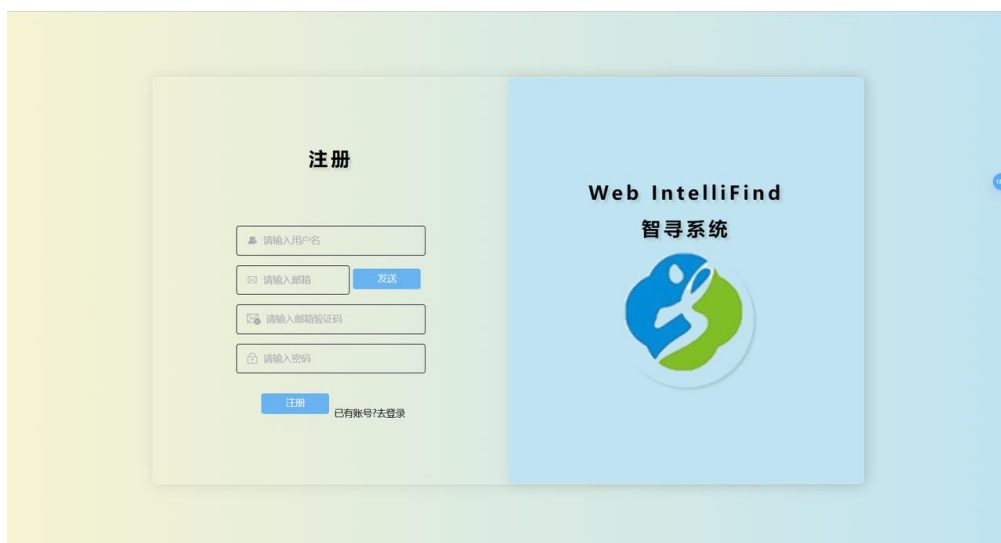 注册
请输入用户名
请输入邮箱
发送
请输入邮箱验证码
请输入密码
注册
已有账号?去登录
Web IntelliFind
智寻系统